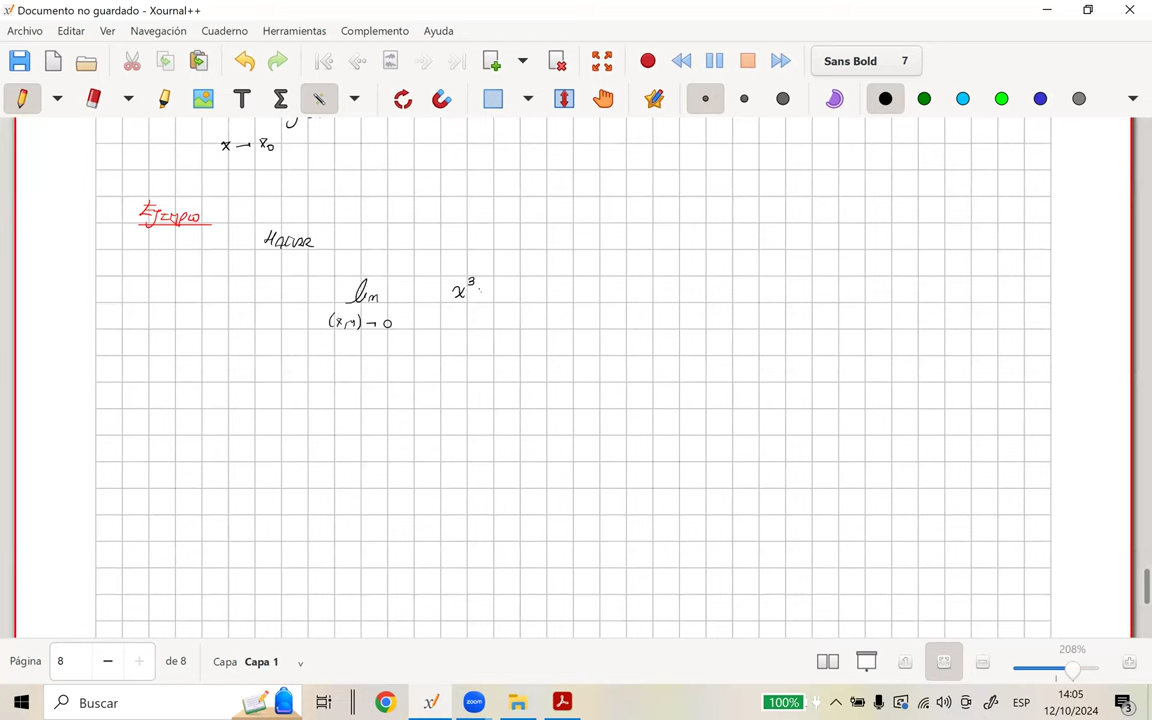 Documento no guardado - Xournal++
Archivo Editar Ver Navegación Cuaderno Herramientas Complemento Ayuda
Sans Bold 7
x → x0
Ejemplo
Hallar
lim x³
(x,y) → 0
Página 8 de 8 Capa Capa 1 208%
Buscar 100% ESP 14:05
12/10/2024 3